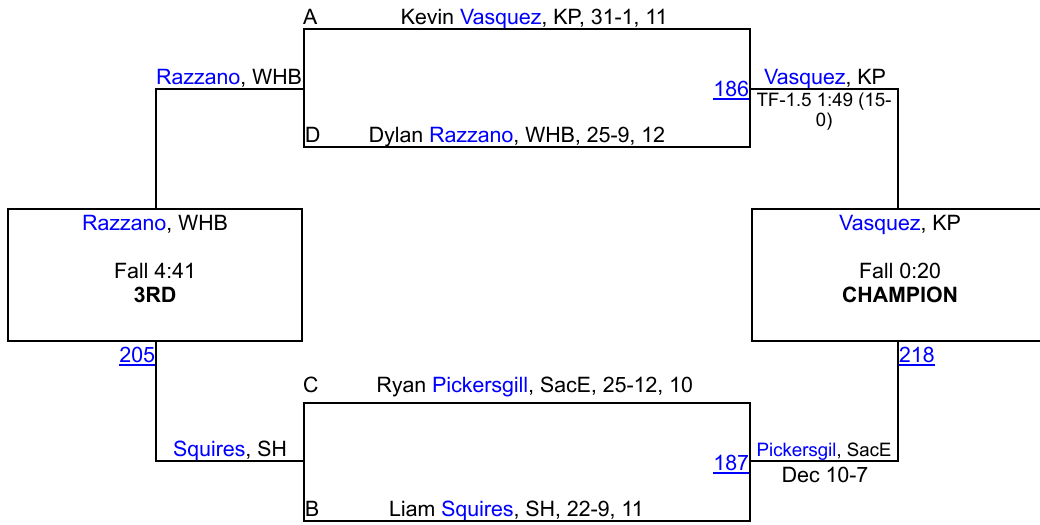 A Kevin Vasquez, KP, 31-1, 11
Razzano, WHB
186
Vasquez, KP
TF-1.5 1:49 (15-
0)
D Dylan Razzano, WHB, 25-9, 12
Razzano, WHB
Fall 4:41
3RD
205
Vasquez, KP
Fall 0:20
CHAMPION
218
C Ryan Pickersgill, SacE, 25-12, 10
Squires, SH
187
Pickersgil, SacE
Dec 10-7
B Liam Squires, SH, 22-9, 11